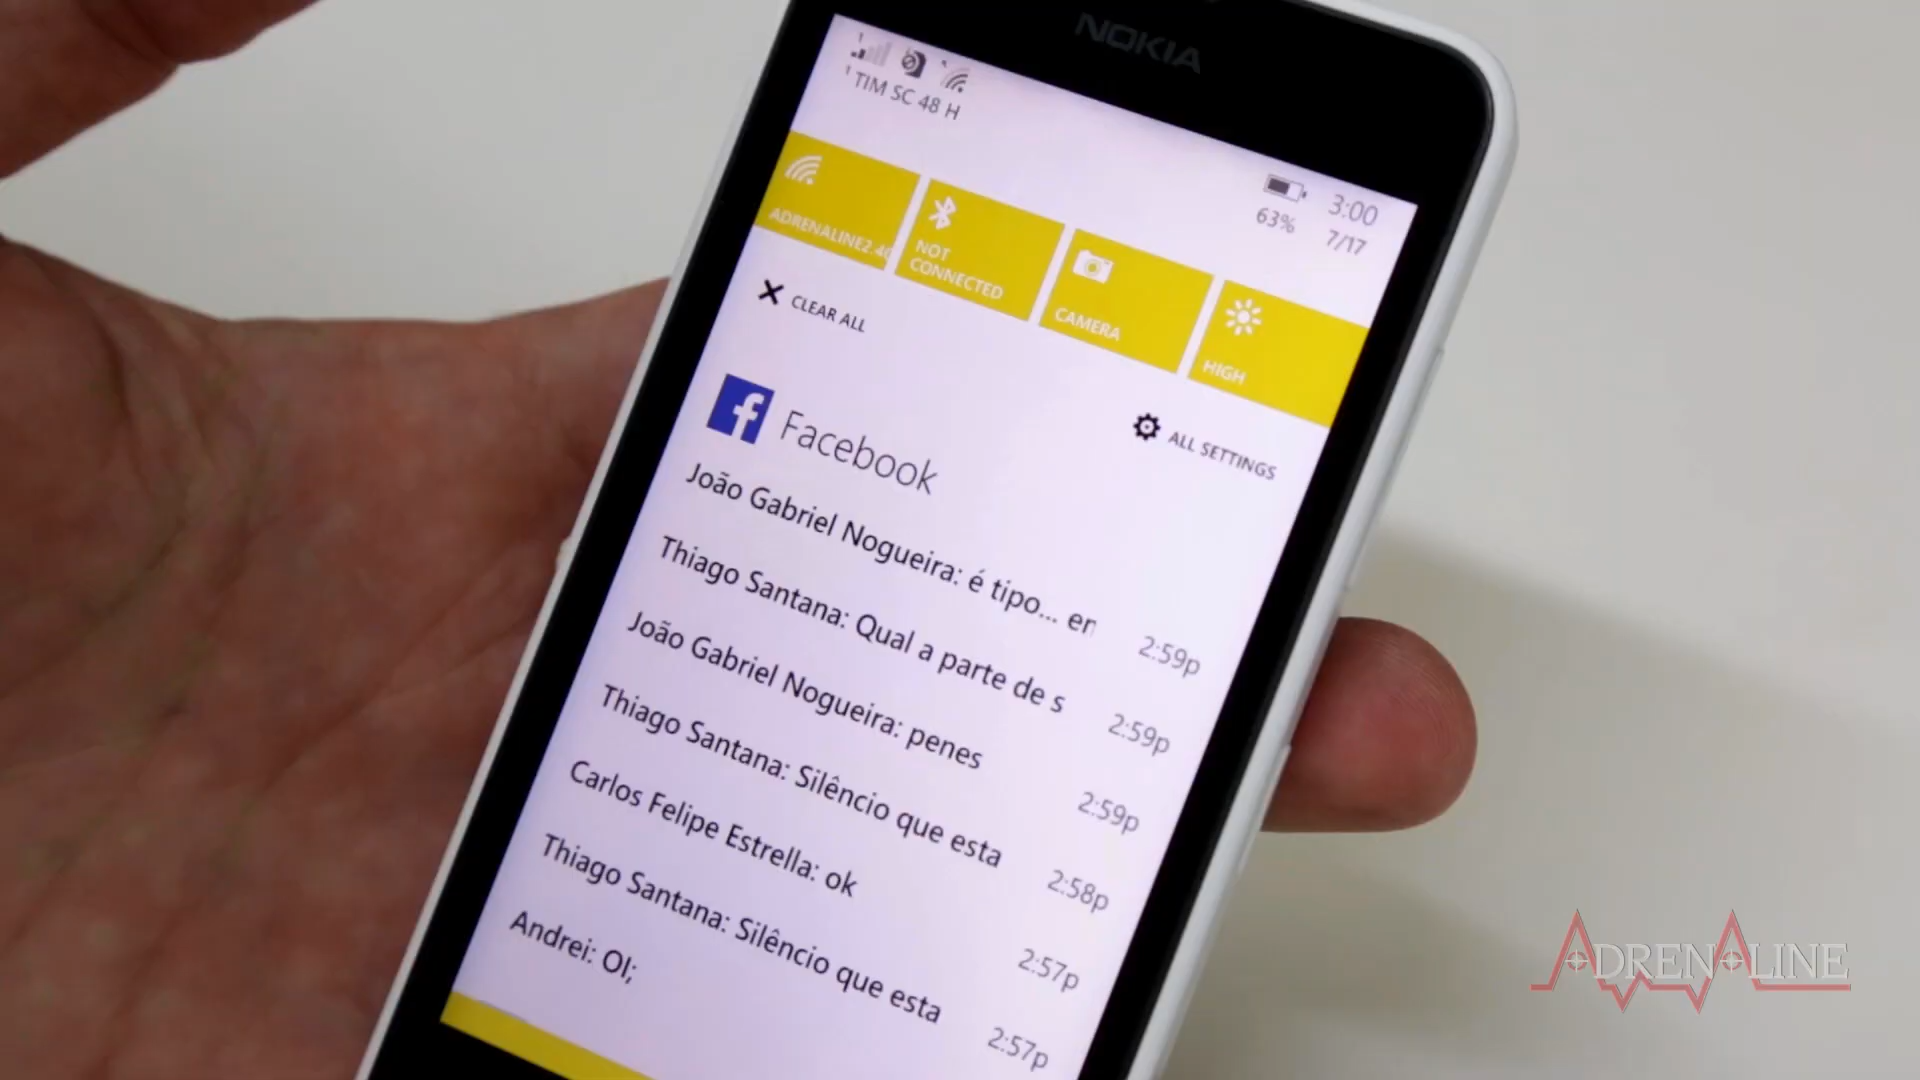 NOKIA
1
1 TIM SC 48 H
63%
3:00
7/17
ADRENALINE2.4G
NOT
CONNECTED
CAMERA
HIGH
CLEAR ALL
ALL SETTINGS
Facebook
João Gabriel Nogueira: é tipo... en
2:59p
Thiago Santana: Qual a parte de s
2:59p
João Gabriel Nogueira: penes
2:59p
Thiago Santana: Silêncio que esta
2:58p
Carlos Felipe Estrella: ok
2:57p
Thiago Santana: Silêncio que esta
2:57p
Andrei: OI;
ADRENALINE